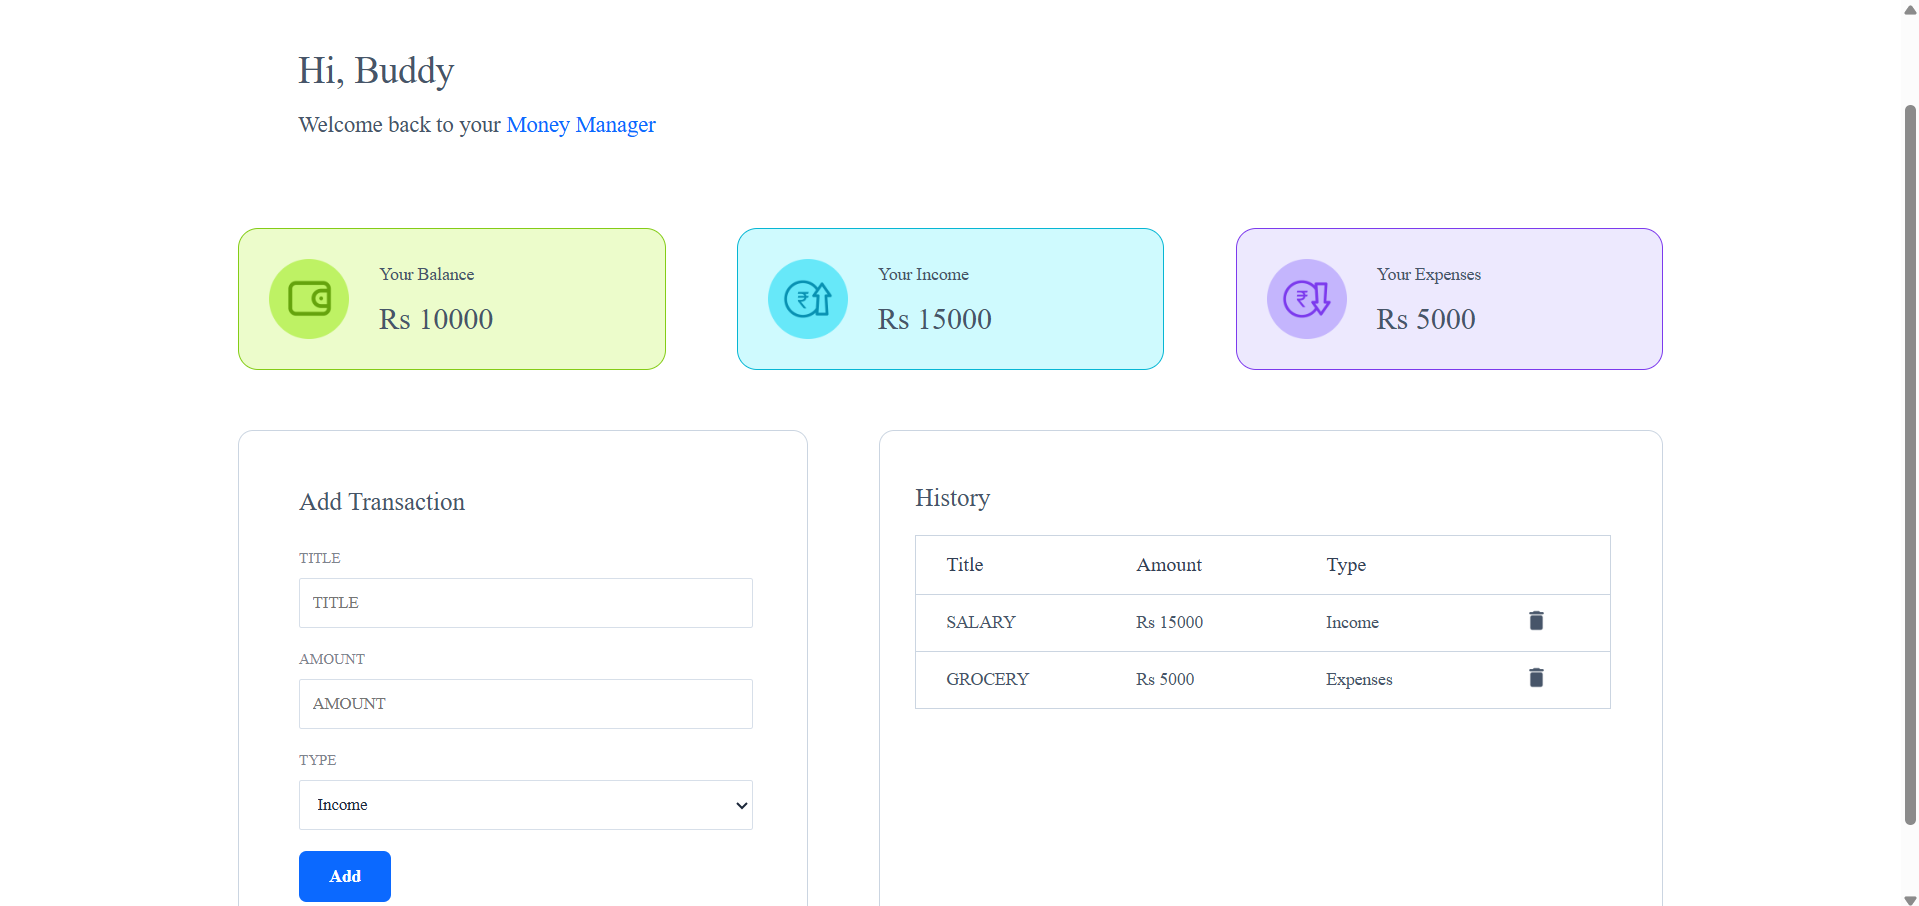 Hi, Buddy
Welcome back to your Money Manager
Your Balance
Rs 10000
Your Income
Rs 15000
Your Expenses
Rs 5000
Add Transaction
TITLE
TITLE
AMOUNT
AMOUNT
TYPE
Income
Add
History
Title Amount Type
SALARY Rs 15000 Income
GROCERY Rs 5000 Expenses